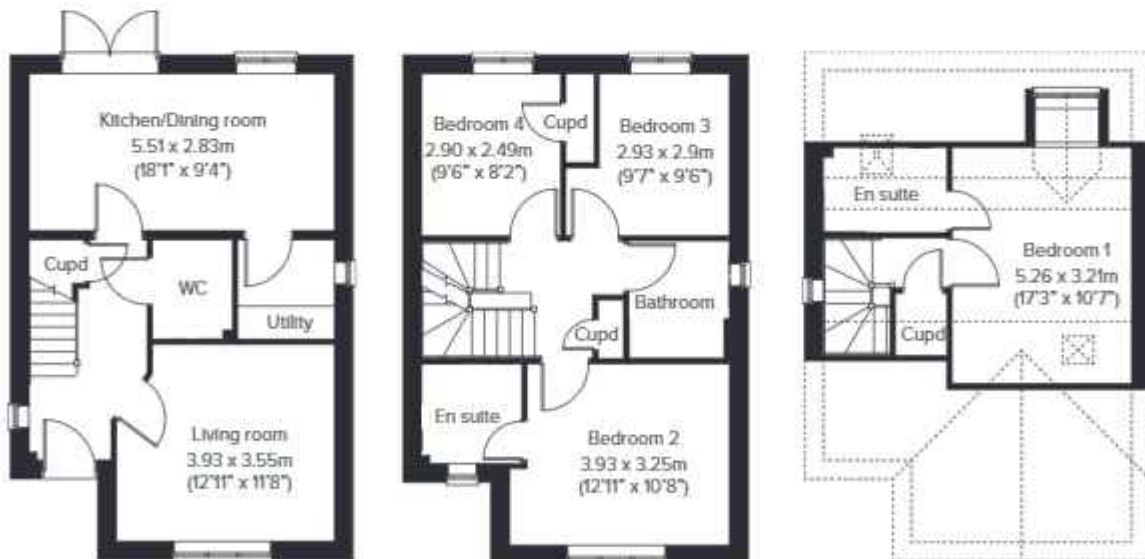 Kitchen/Dining room
5.51 x 2.83m
(18'1" x 9'4")
Cupd
WC
Utility
Living room
3.93 x 3.55m
(12'11" x 11'8")
Bedroom 4
2.90 x 2.49m
(9'6" x 8'2")
Cupd
Bedroom 3
2.93 x 2.9m
(9'7" x 9'6")
Bathroom
Cupd
En suite
Bedroom 2
3.93 x 3.25m
(12'11" x 10'8")
En suite
Bedroom 1
5.26 x 3.21m
(17'3" x 10'7")
Cupd